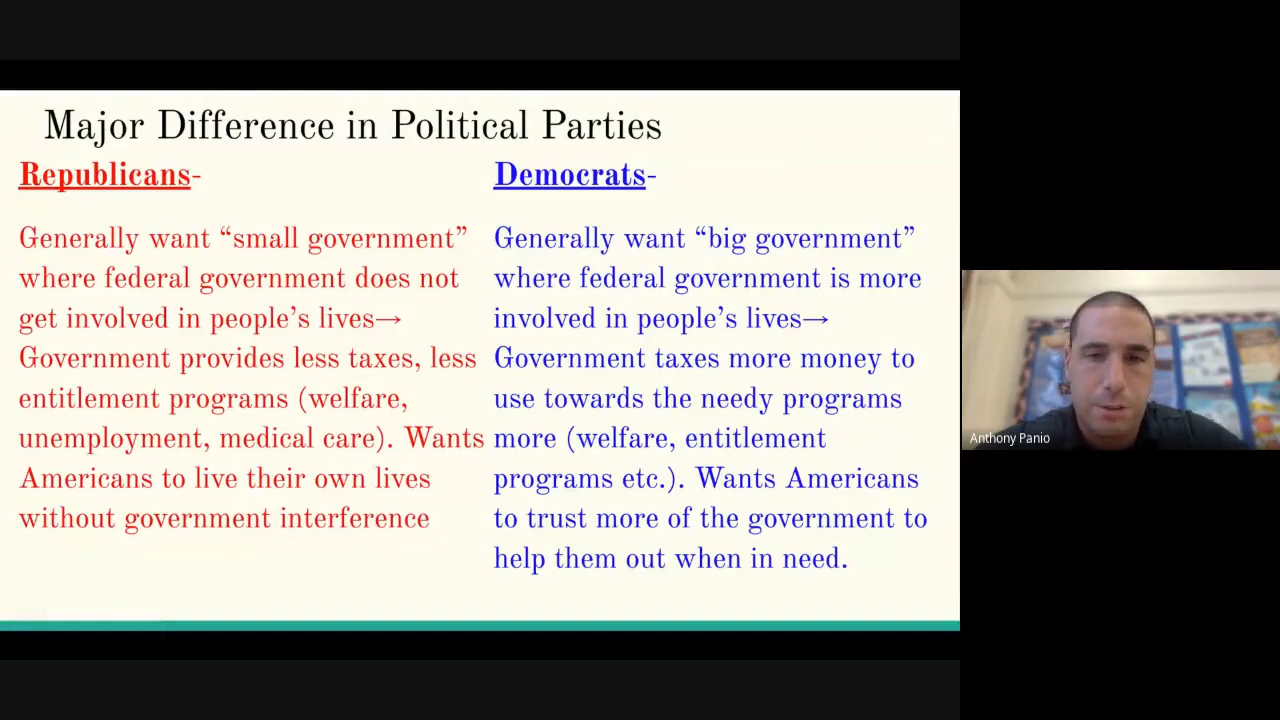 Major Difference in Political Parties
Republicans-
Generally want “small government”
where federal government does not
get involved in people’s lives→
Government provides less taxes, less
entitlement programs (welfare,
unemployment, medical care). Wants
Americans to live their own lives
without government interference
Democrats-
Generally want “big government”
where federal government is more
involved in people’s lives→
Government taxes more money to
use towards the needy programs
more (welfare, entitlement
programs etc.). Wants Americans
to trust more of the government to
help them out when in need.
Anthony Panio